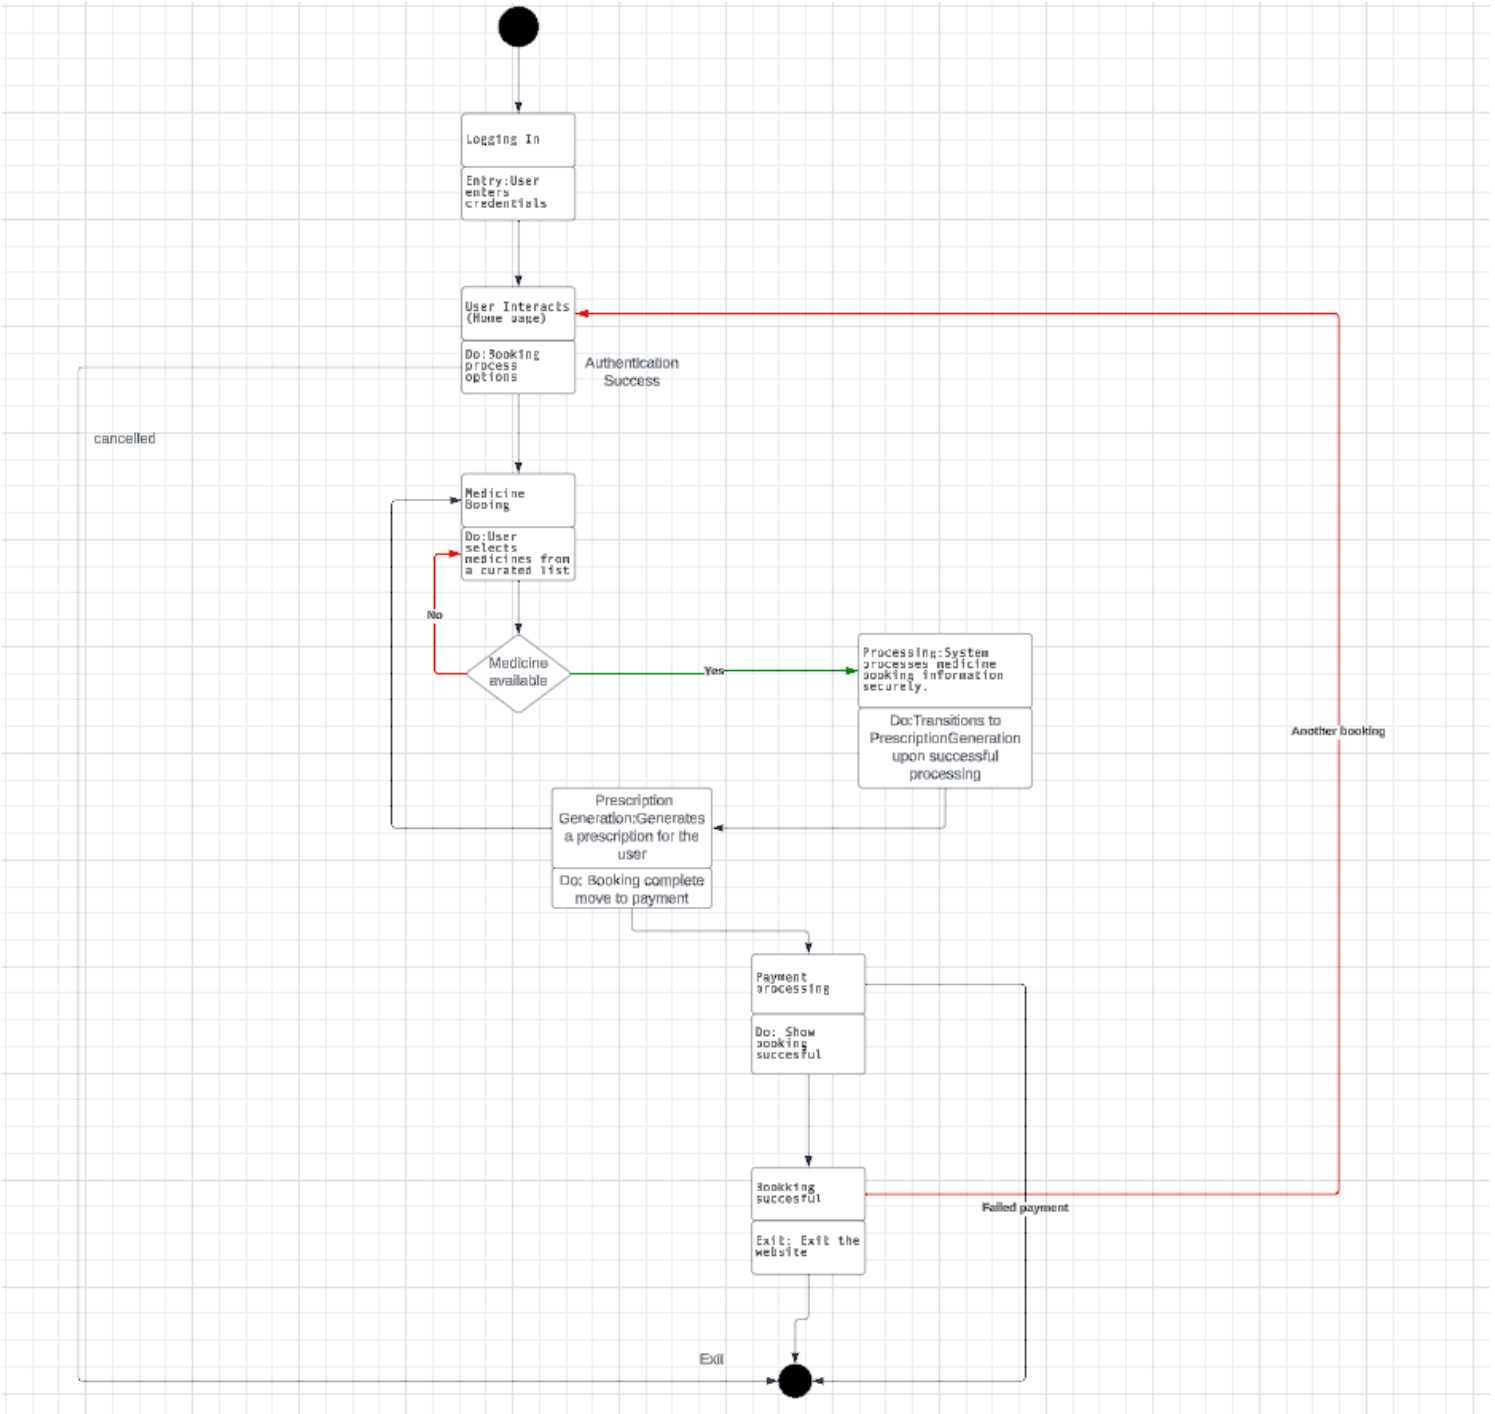 Logging In
Entry:User
enters
credentials
User Interacts
(Home page)
Do:Booking
process
options
Authentication
Success
cancelled
Medicine
Booing
Do:User
selects
medicines from
a curated list
No
Medicine
available
Yes
Processing:System
processes medicine
booking information
securely.
Do:Transitions to
PrescriptionGeneration
upon successful
processing
Another booking
Prescription
Generation:Generates
a prescription for the
user
Do: Booking complete
move to payment
Payment
processing
Do: Show
booking
succesful
Bookking
succesful
Failed payment
Exit: Exit the
website
Exit